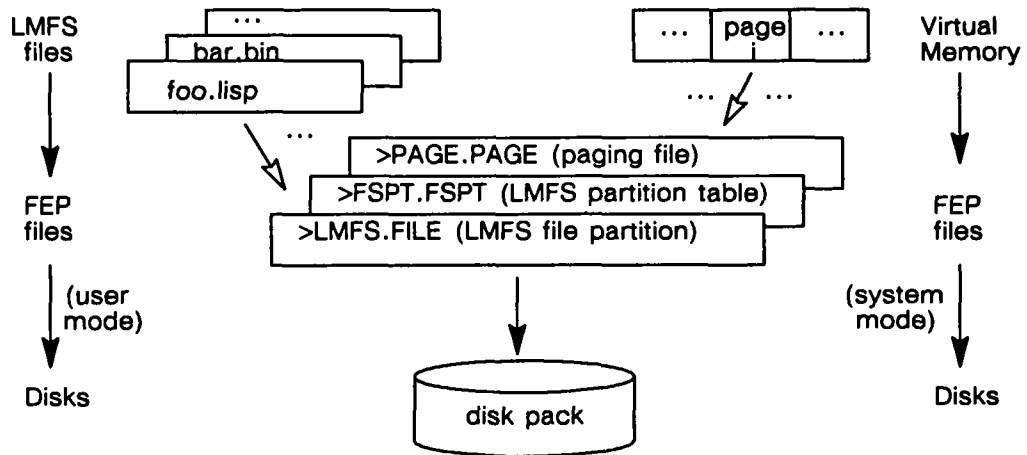 LMFS
files
...
bar.bin
foo.lisp
...
... page ...
i
Virtual
Memory
... ...
>PAGE.PAGE (paging file)
>FSPT.FSPT (LMFS partition table)
>LMFS.FILE (LMFS file partition)
FEP
files
FEP
files
(user
mode)
(system
mode)
Disks
disk pack
Disks